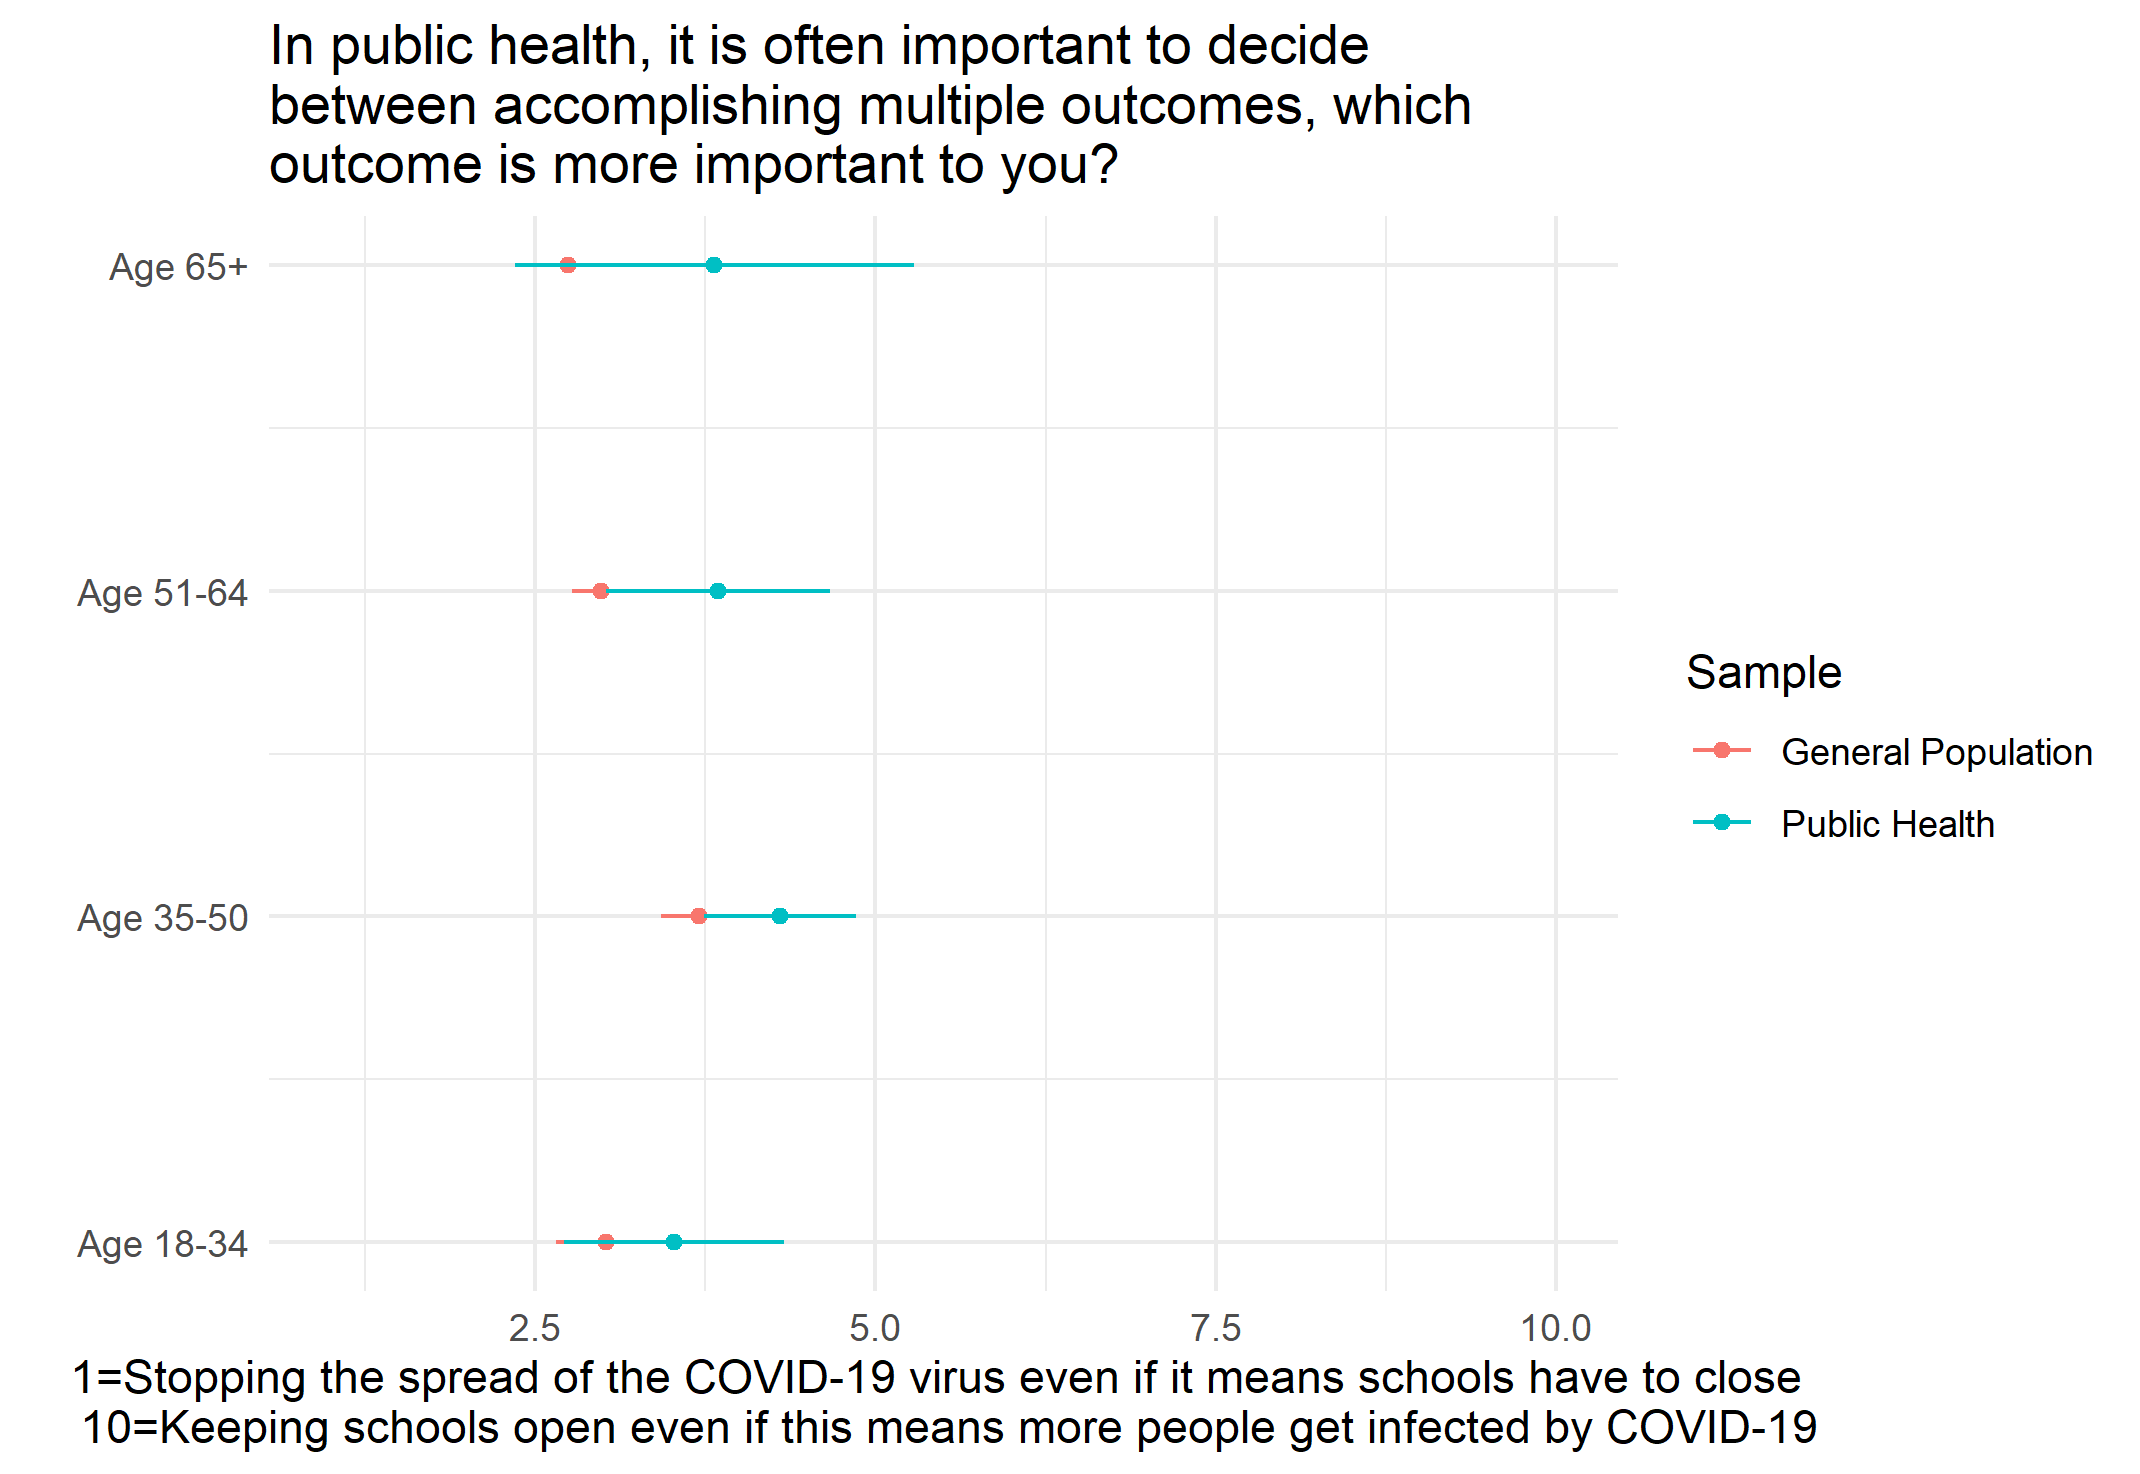 In public health, it is often important to decide
between accomplishing multiple outcomes, which
outcome is more important to you?
Age 65+
Age 51-64
Age 35-50
Age 18-34
2.5
5.0
7.5
10.0
1=Stopping the spread of the COVID-19 virus even if it means schools have to close
10=Keeping schools open even if this means more people get infected by COVID-19
Sample
General Population
Public Health